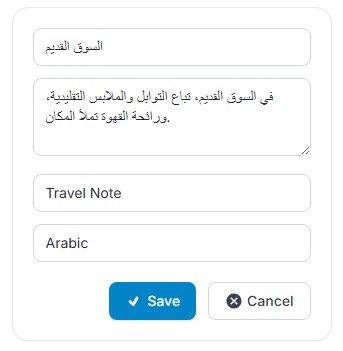 السوق القديم
في السوق القديم، تباع التوابل والملابس التقليدية،
ورائحة القهوة تملأ المكان.
Travel Note
Arabic
Save
Cancel